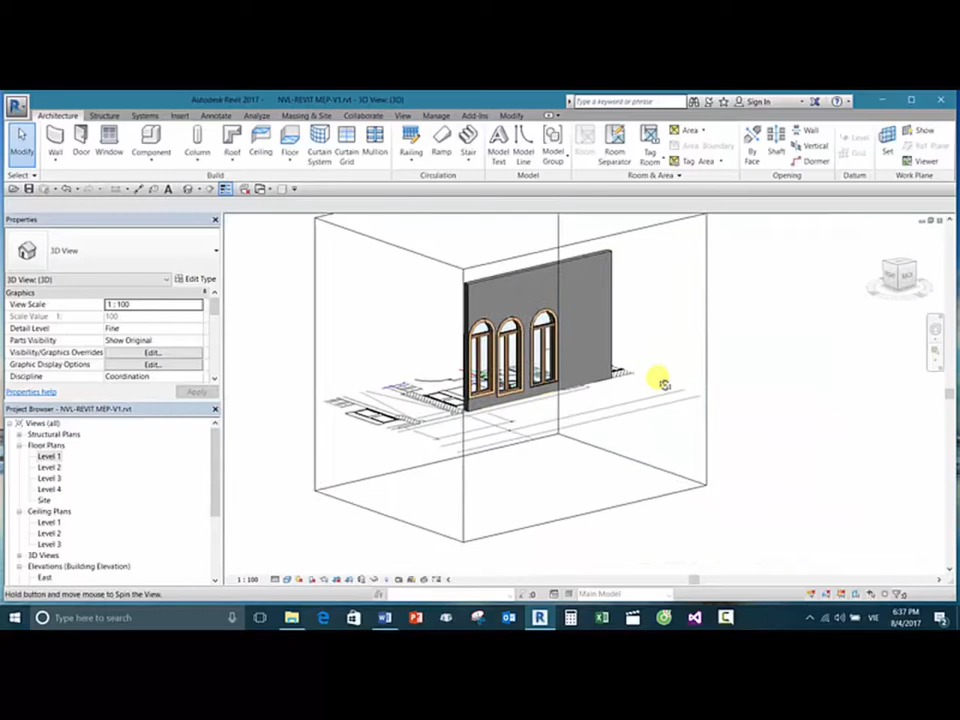 Autodesk Revit 2017 - NVL-REVIT MEP-V1.rvt - 3D View: {3D}
Type a keyword or phrase
Sign In
Architecture Structure Systems Insert Annotate Analyze Massing & Site Collaborate View Manage Add-Ins Modify
Modify Wall Door Window Component Column Roof Ceiling Floor Curtain System Curtain Grid Mullion Railing Ramp Stair Model Text Model Line Model Group Room Room Separator Tag Room Area Area Boundary Tag Area By Face Shaft Wall Vertical Dormer Level Grid Set Show Ref Plane Viewer
Select Build Circulation Model Room & Area Opening Datum Work Plane
Properties
3D View
3D View: {3D} Edit Type
Graphics
View Scale 1 : 100
Scale Value 1: 100
Detail Level Fine
Parts Visibility Show Original
Visibility/Graphics Overrides Edit...
Graphic Display Options Edit...
Discipline Coordination
Properties help Apply
Project Browser - NVL-REVIT MEP-V1.rvt
Views (all)
Structural Plans
Floor Plans
Level 1
Level 2
Level 3
Level 4
Site
Ceiling Plans
Level 1
Level 2
Level 3
3D Views
Elevations (Building Elevation)
East
BACK
1 : 100
Hold button and move mouse to Spin the View.
:0
Main Model
:0
Type here to search
VIE
6:37 PM
8/4/2017